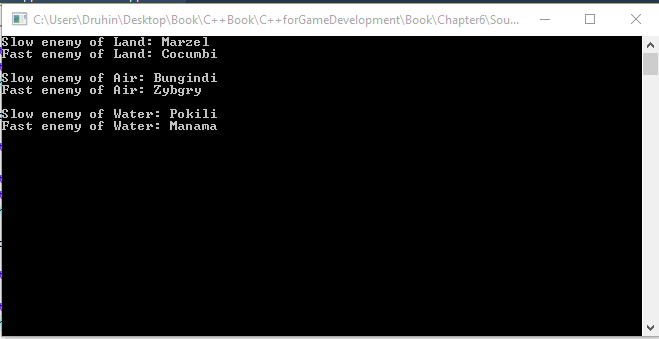 C:\Users\Druhin\Desktop\Book\C++Book\C++forGameDevelopment\Book\Chapter6\Sou...
Slow enemy of Land: Marzel
Fast enemy of Land: Cocumbi
Slow enemy of Air: Bungindi
Fast enemy of Air: Zybgry
Slow enemy of Water: Pokili
Fast enemy of Water: Manama